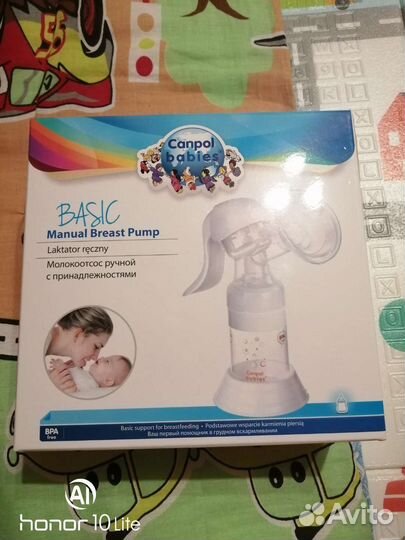 Canpol
babies
BASIC
Manual Breast Pump
Laktator ręczny
Молокоотсос ручной
с принадлежностями
Canpol
babies
BPA
free
Basic support for breastfeeding • Podstawowe wsparcie karmienia piersią
Ваш первый помощник в грудном вскармливании
AI
honor 10 Lite
Avito